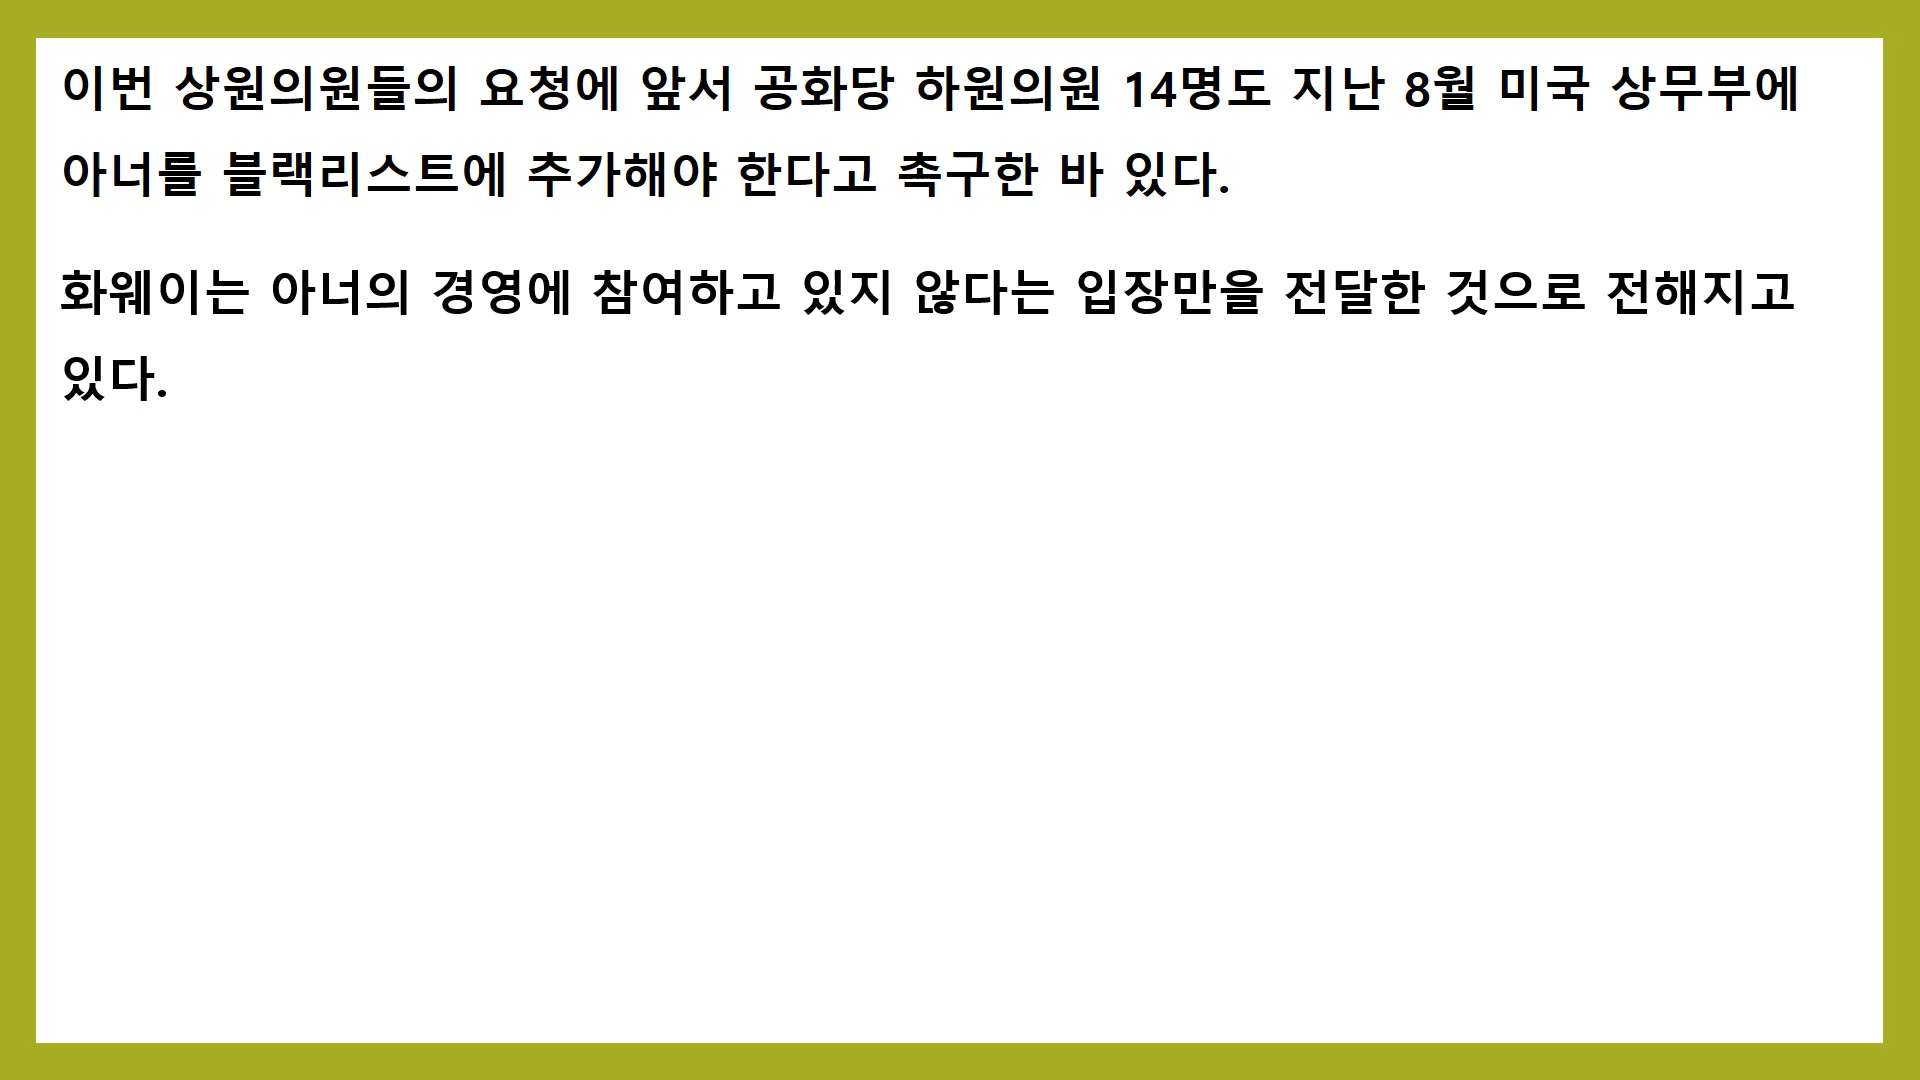 이번 상원의원들의 요청에 앞서 공화당 하원의원 14명도 지난 8월 미국 상무부에
아너를 블랙리스트에 추가해야 한다고 촉구한 바 있다.
화웨이는 아너의 경영에 참여하고 있지 않다는 입장만을 전달한 것으로 전해지고
있다.